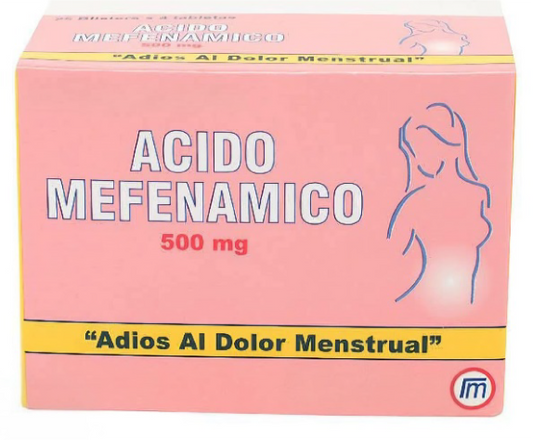 25 Blisters x 4 tabletas
ACIDO
MEFENAMICO
500 mg
"Adios Al Dolor Menstrual"
ACIDO
MEFENAMICO
500 mg
"Adios Al Dolor Menstrual"